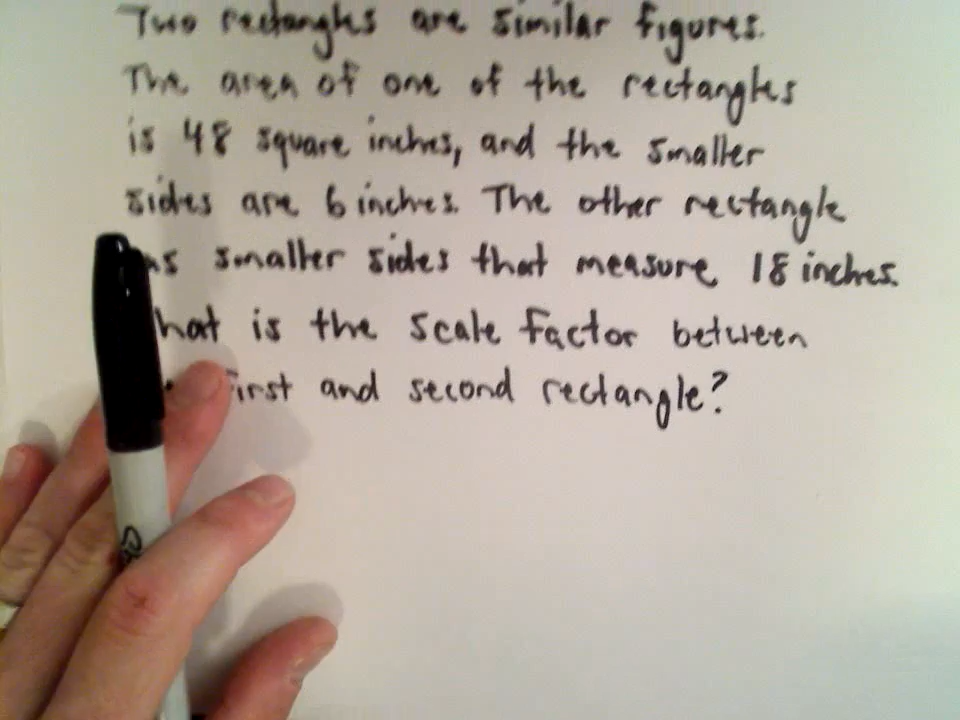 Two rectangles are similar figures.
The area of one of the rectangles
is 48 square inches, and the smaller
sides are 6 inches. The other rectangle
smaller sides that measure 18 inches.
is the scale factor between
and second rectangle?